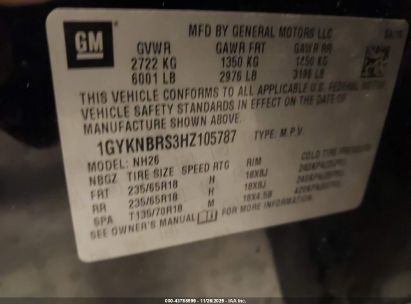 GM
MFD BY GENERAL MOTORS LLC
GVWR GAWR FRT GAWR RR
2722 KG 1350 KG 1450 KG
6001 LB 2976 LB 3196 LB
THIS VEHICLE CONFORMS TO ALL APPLICABLE U.S. FEDERAL MOTOR
VEHICLE SAFETY STANDARDS IN EFFECT ON THE DATE OF
MANUFACTURE SHOWN ABOVE.
1GYKNBRS3HZ105787 TYPE: M.P.V.
MODEL: NH26
NBGZ TIRE SIZE SPEED RTG RIM COLD TIRE PRESSURE
FRT 235/65R18 H 18X8J
RR 235/65R18 H 18X8J
SPA T135/70R18 M 18X4.5B
SEE OWNER'S MANUAL FOR MORE INFORMATION.